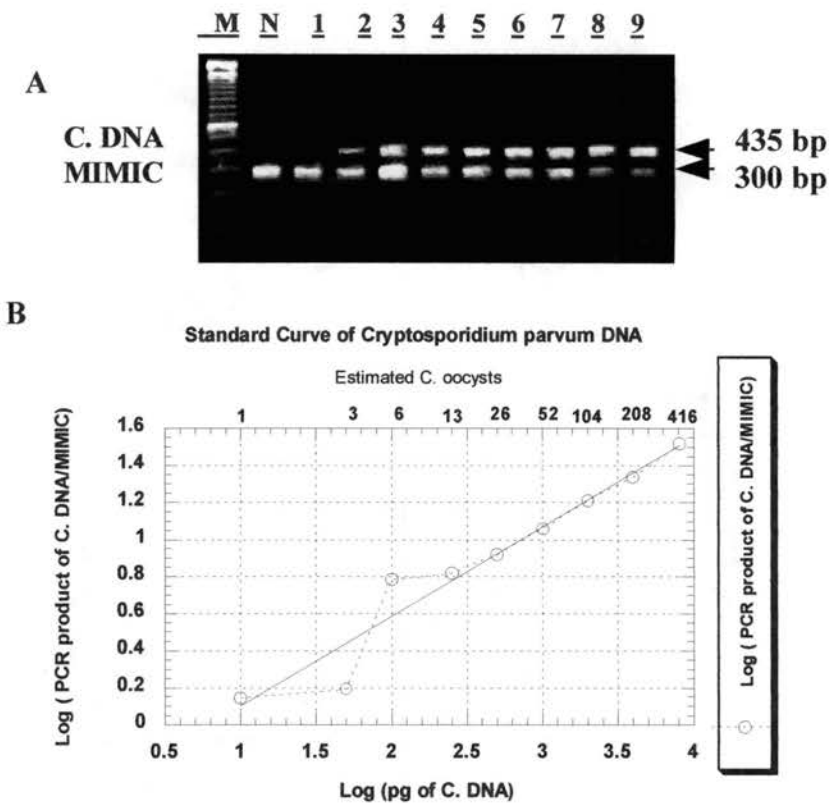 M N 1 2 3 4 5 6 7 8 9
A
C. DNA
MIMIC
435 bp
300 bp
B
Standard Curve of Cryptosporidium parvum DNA
Estimated C. oocysts
1 3 6 13 26 52 104 208 416
Log ( PCR product of C. DNA/MIMIC)
1.6
1.4
1.2
1
0.8
0.6
0.4
0.2
0
0.5 1 1.5 2 2.5 3 3.5 4
Log (pg of C. DNA)
Log ( PCR product of C. DNA/MIMIC)